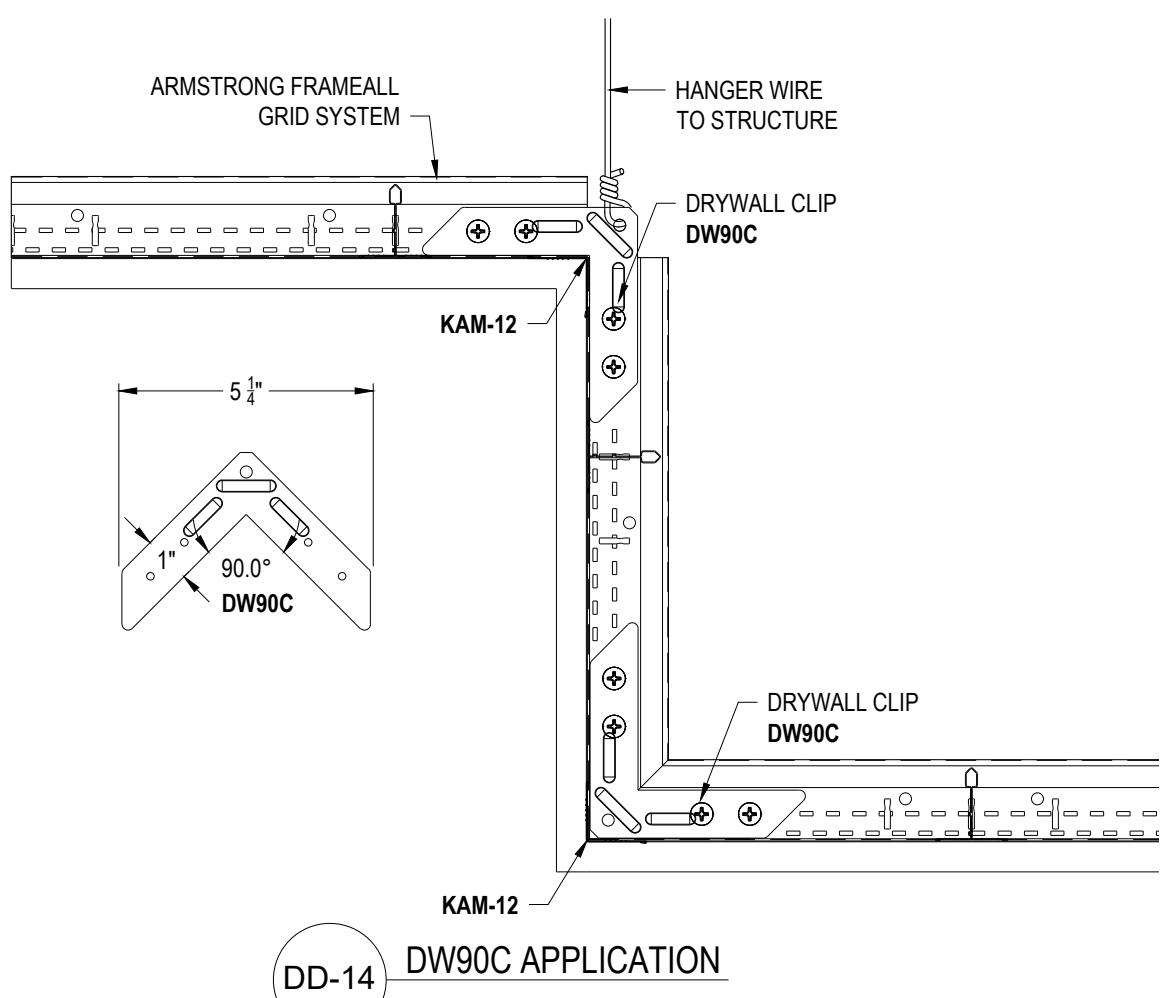 ARMSTRONG FRAMEALL
GRID SYSTEM
HANGER WIRE
TO STRUCTURE
DRYWALL CLIP
DW90C
KAM-12
5 1/4"
1"
90.0°
DW90C
DRYWALL CLIP
DW90C
KAM-12
DD-14
DW90C APPLICATION